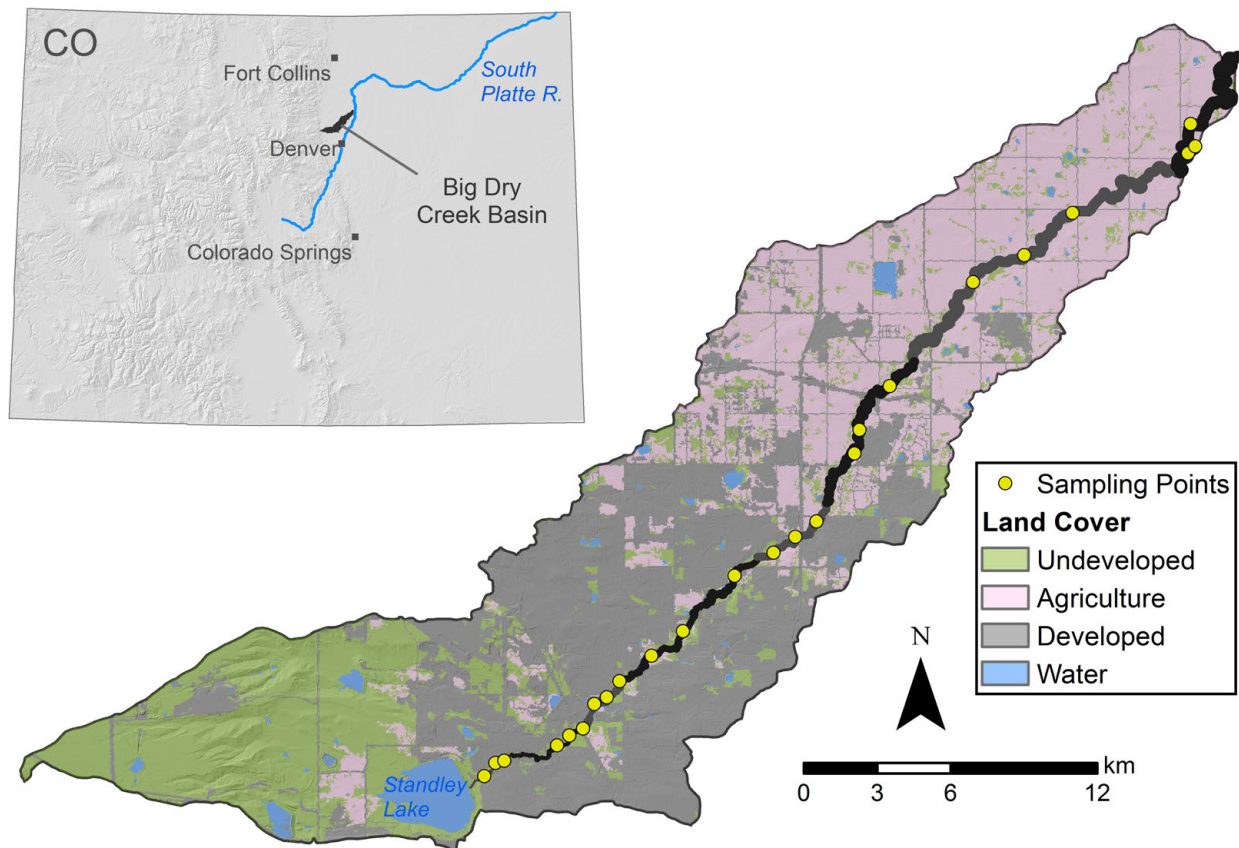 CO
Fort Collins
South
Platte R.
Denver
Big Dry
Creek Basin
Colorado Springs
Sampling Points
Land Cover
Undeveloped
Agriculture
Developed
Water
N
km
0 3 6 12
Standley
Lake